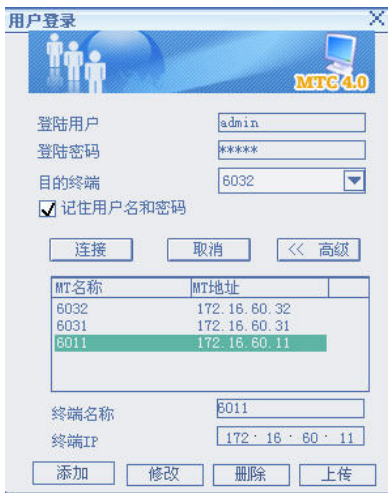 用户登录
MTC 4.0
登陆用户 admin
登陆密码 *****
目的终端 6032
记住用户名和密码
连接 取消 << 高级
MT名称 MT地址
6032 172.16.60.32
6031 172.16.60.31
6011 172.16.60.11
终端名称 6011
终端IP 172 · 16 · 60 · 11
添加 修改 删除 上传